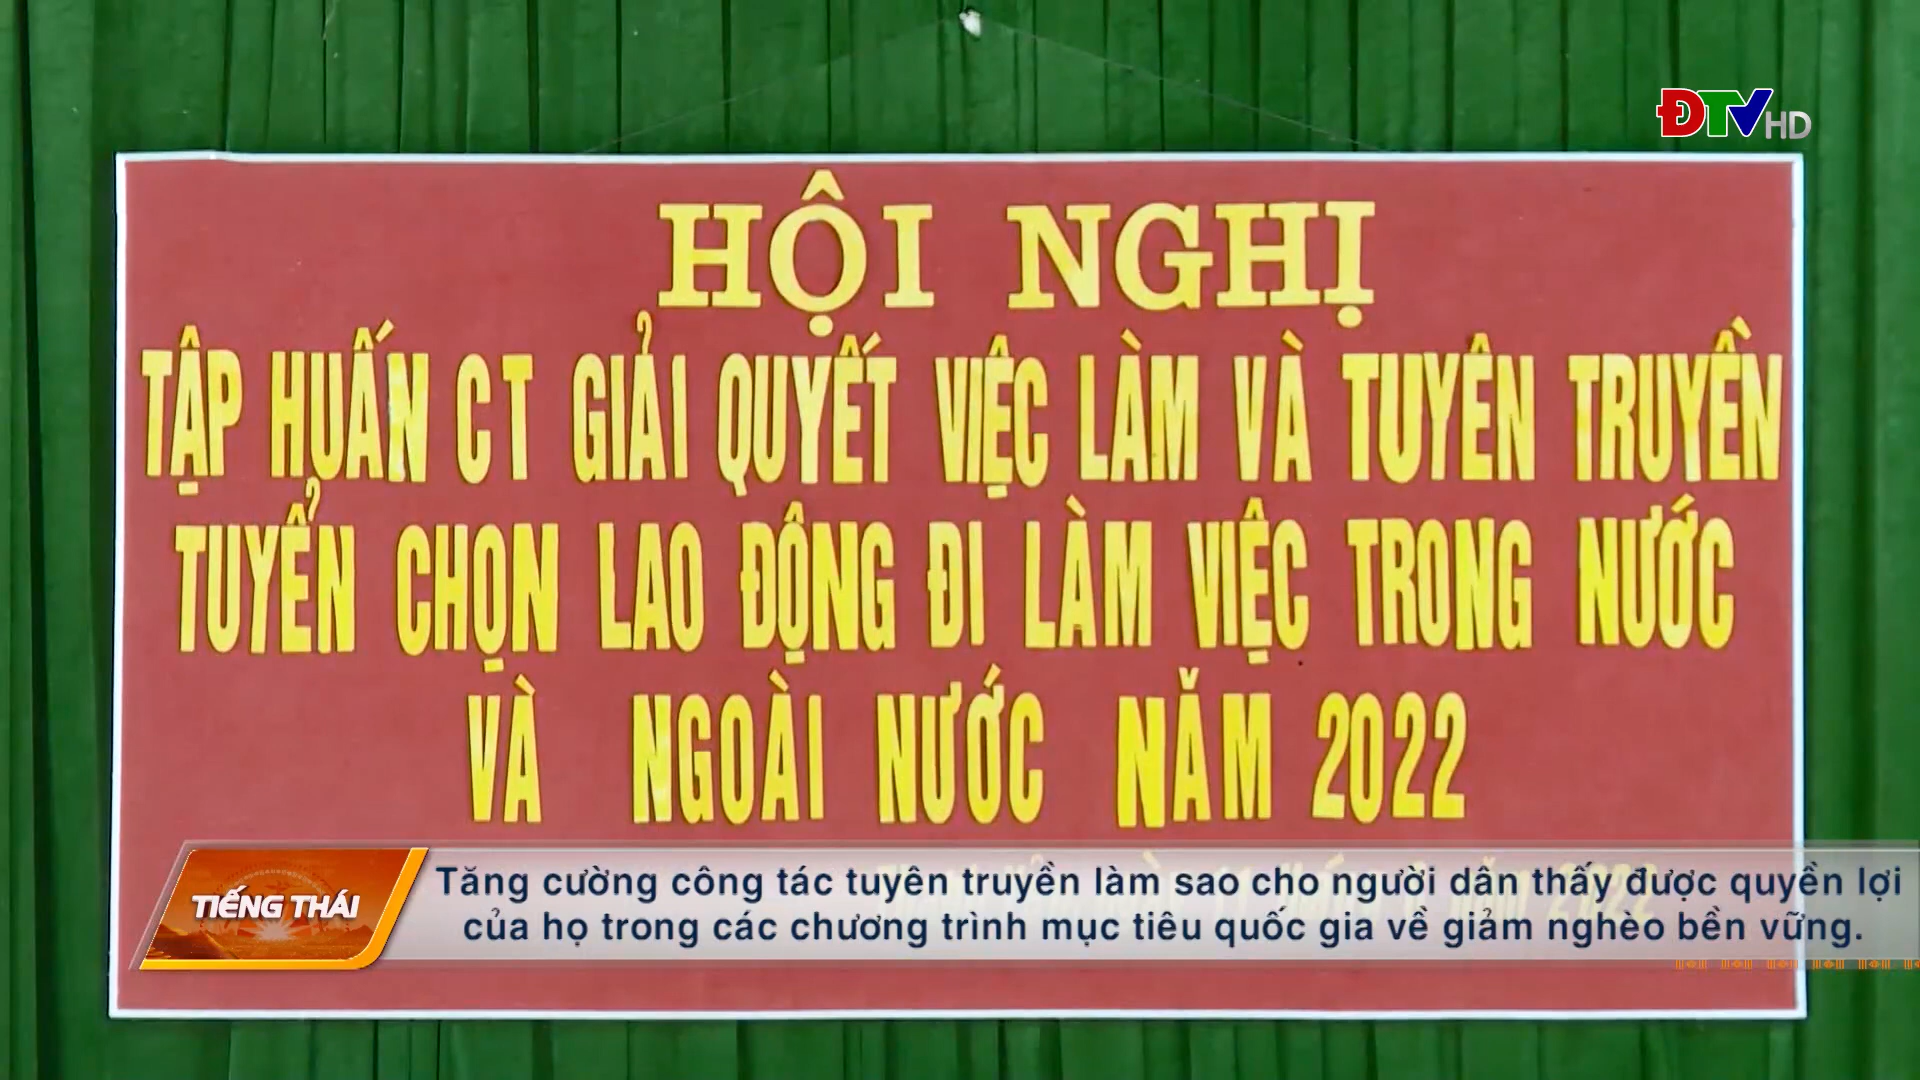 ĐTV HD
HỘI NGHỊ
TẬP HUẤN CT GIẢI QUYẾT VIỆC LÀM VÀ TUYÊN TRUYỀN
TUYỂN CHỌN LAO ĐỘNG ĐI LÀM VIỆC TRONG NƯỚC
VÀ NGOÀI NƯỚC NĂM 2022
TIẾNG THÁI
Tăng cường công tác tuyên truyền làm sao cho người dân thấy được quyền lợi
của họ trong các chương trình mục tiêu quốc gia về giảm nghèo bền vững.